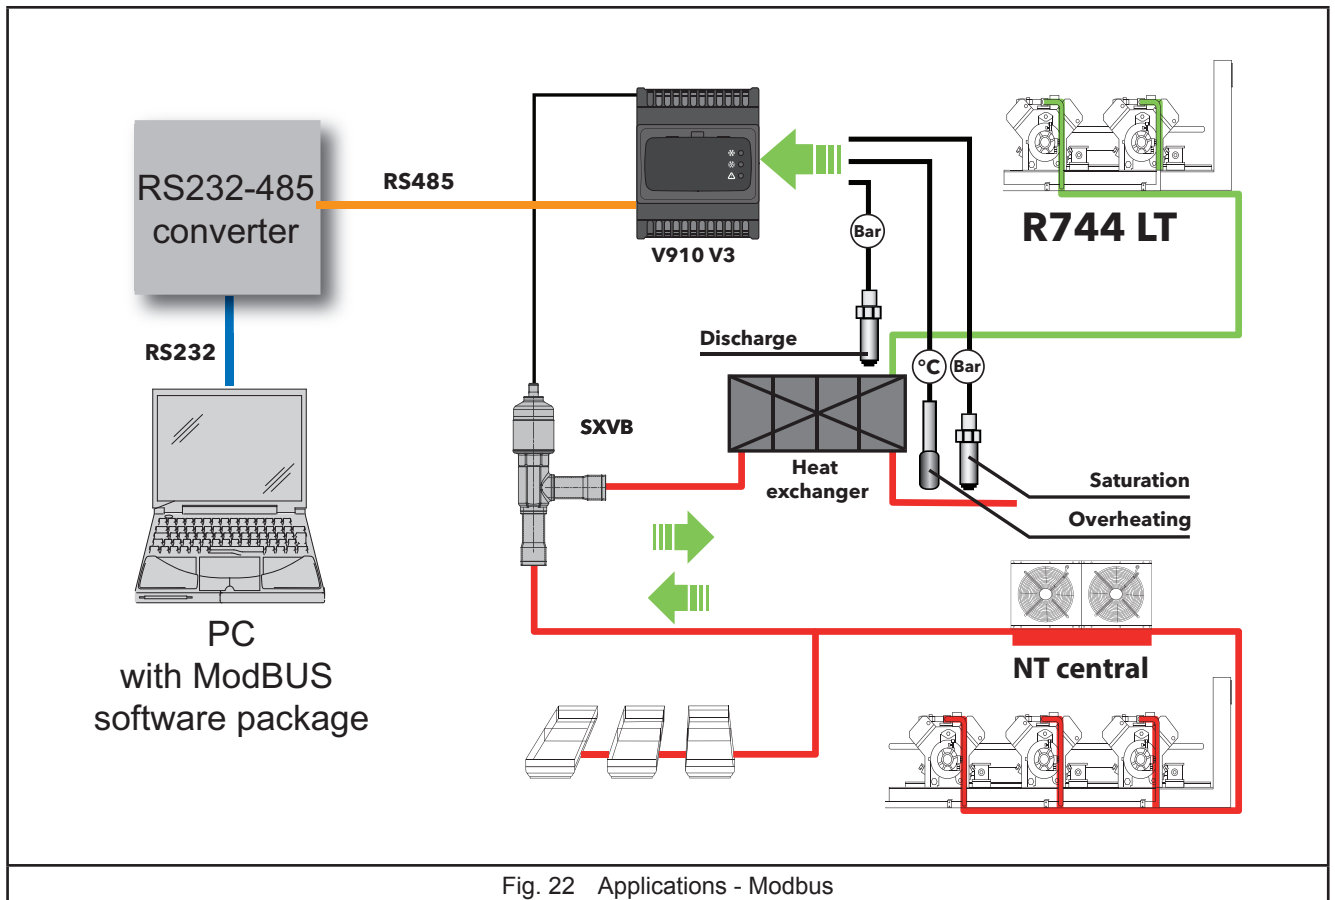 RS232-485
converter
RS485
RS232
V910 V3
Bar
R744 LT
Discharge
°C
Bar
SXVB
Heat
exchanger
Saturation
Overheating
PC
with ModBUS
software package
NT central
Fig. 22 Applications - Modbus